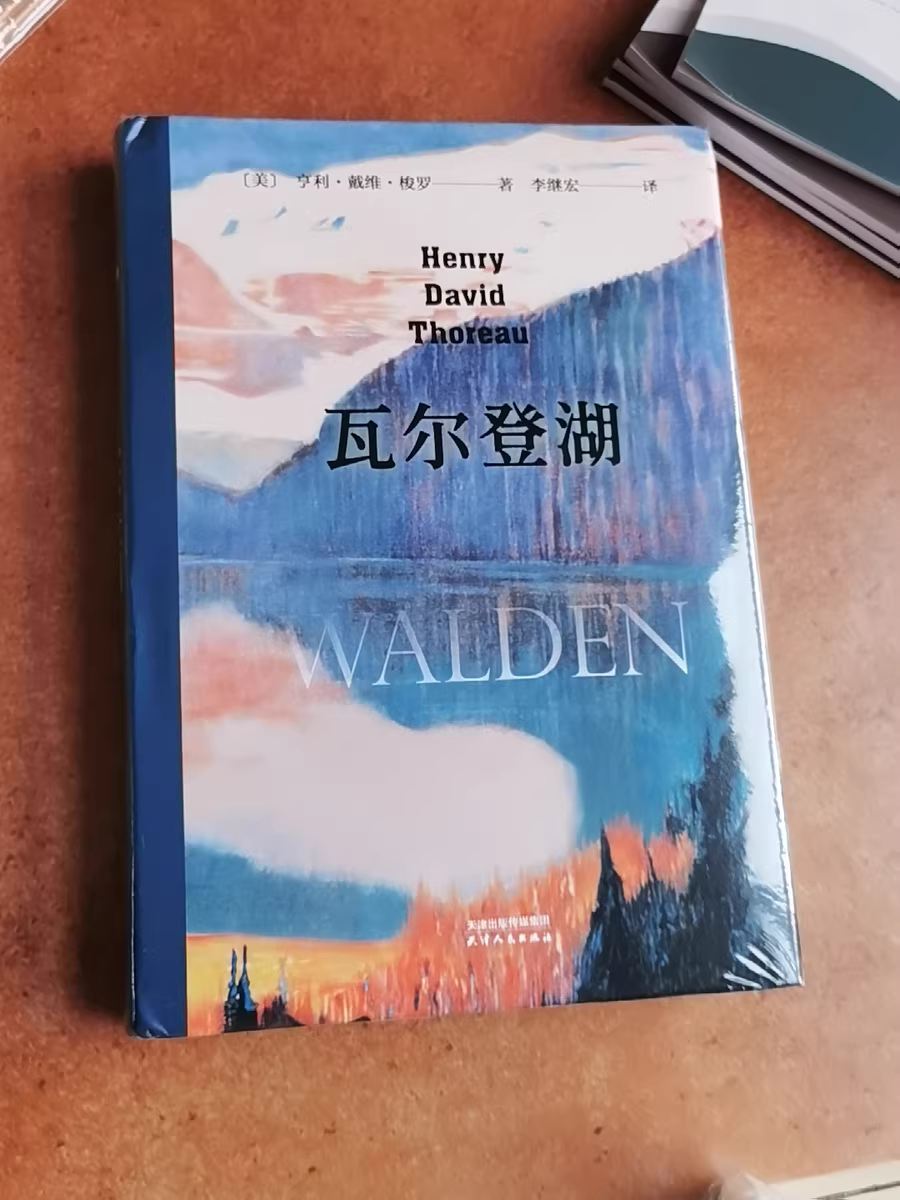 〔美〕 亨利·戴维·梭罗——著 李继宏——译
Henry
David
Thoreau
瓦尔登湖
WALDEN
天津出版传媒集团
天津人民出版社